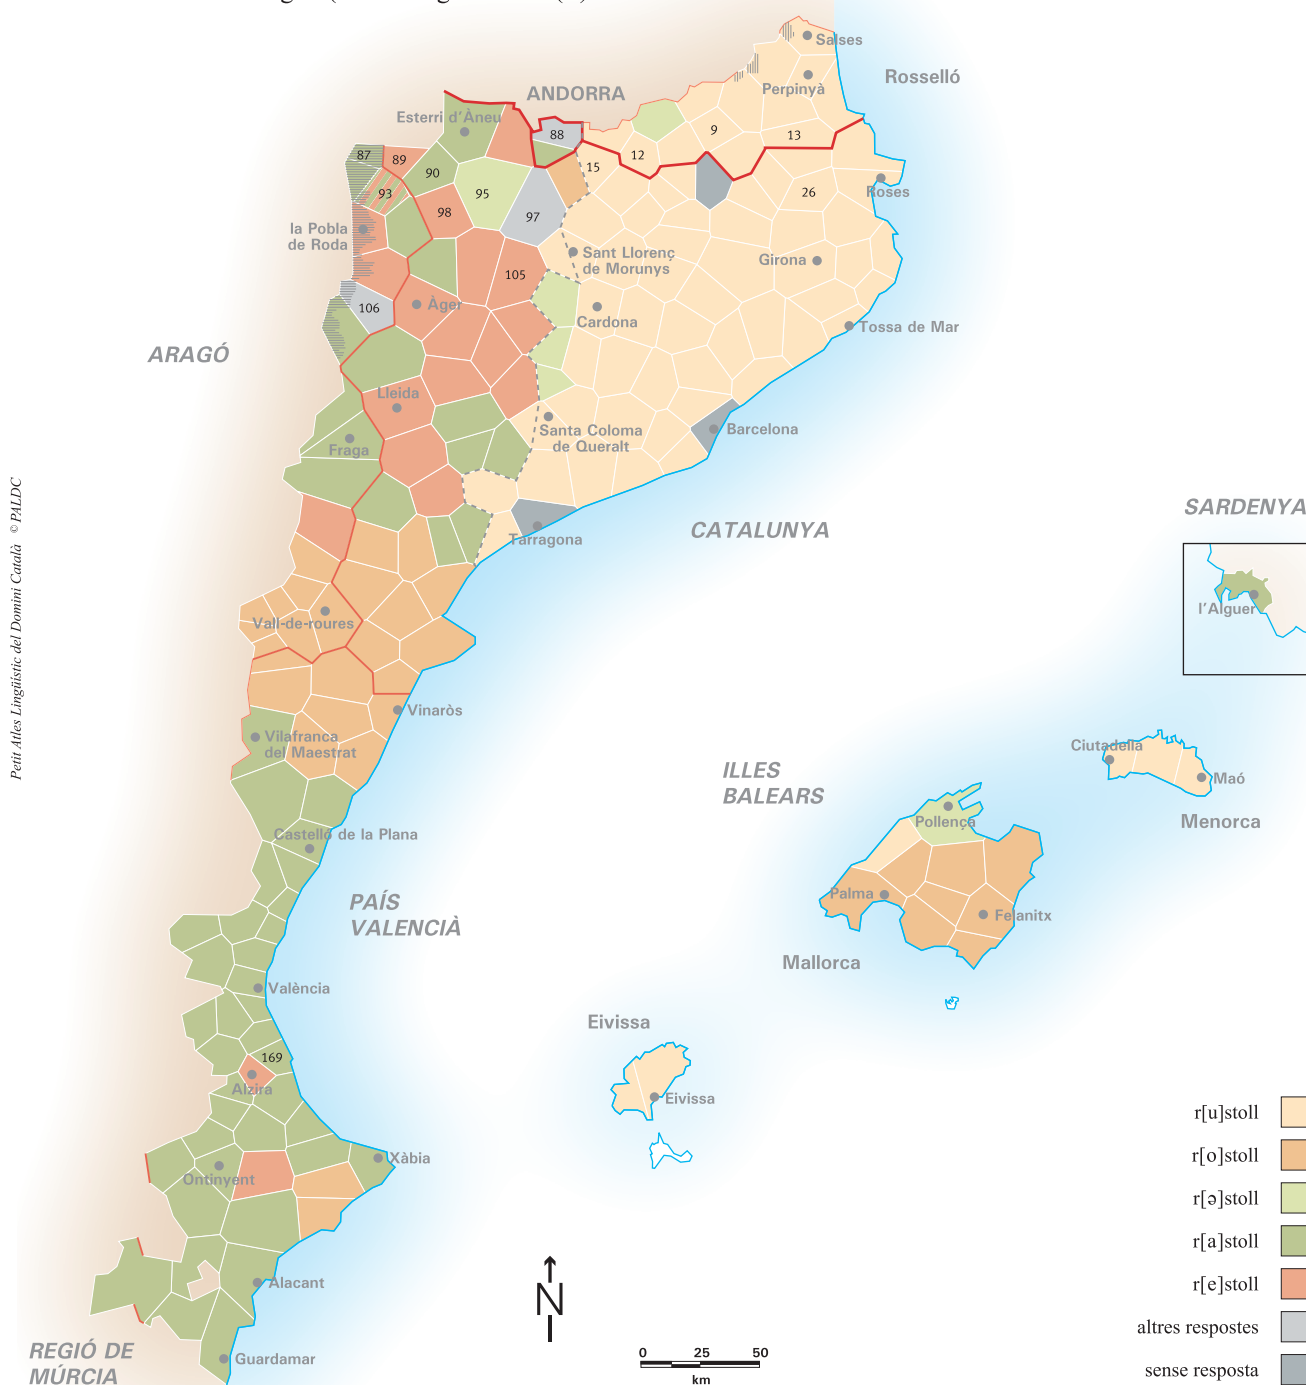 Salses
Rosselló
Perpinyà
ANDORRA
Esterri d'Àneu
88
9
13
12
87
89
90
15
93
95
26
Roses
98
97
la Pobla
de Roda
Sant Llorenç
de Morunys
Girona
105
106
Àger
Cardona
Tossa de Mar
ARAGÓ
Lleida
Santa Coloma
de Queralt
Barcelona
Fraga
Petit Atles Lingüístic del Domini Català © PALDC
SARDENYA
CATALUNYA
Tarragona
l'Alguer
Vall-de-roures
Vinaròs
Vilafranca
del Maestrat
Ciutadella
ILLES
BALEARS
Maó
Menorca
Pollença
Castelló de la Plana
PAÍS
VALENCIÀ
Palma
Felanitx
Mallorca
València
Eivissa
169
Alzira
Eivissa
r[u]stoll
r[o]stoll
Xàbia
Ontinyent
r[ə]stoll
r[a]stoll
Alacant
r[e]stoll
N
altres respostes
REGIÓ DE
MÚRCIA
Guardamar
0 25 50
km
sense resposta